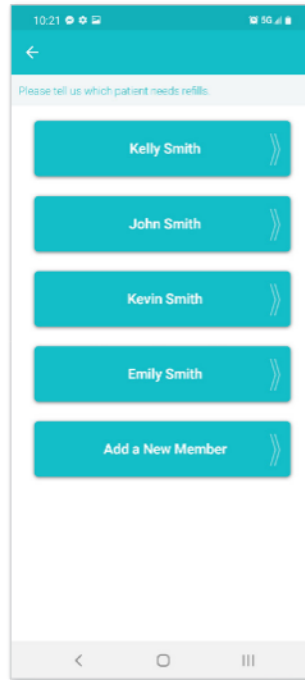 10:21
5G
Please tell us which patient needs refills.
Kelly Smith
John Smith
Kevin Smith
Emily Smith
Add a New Member